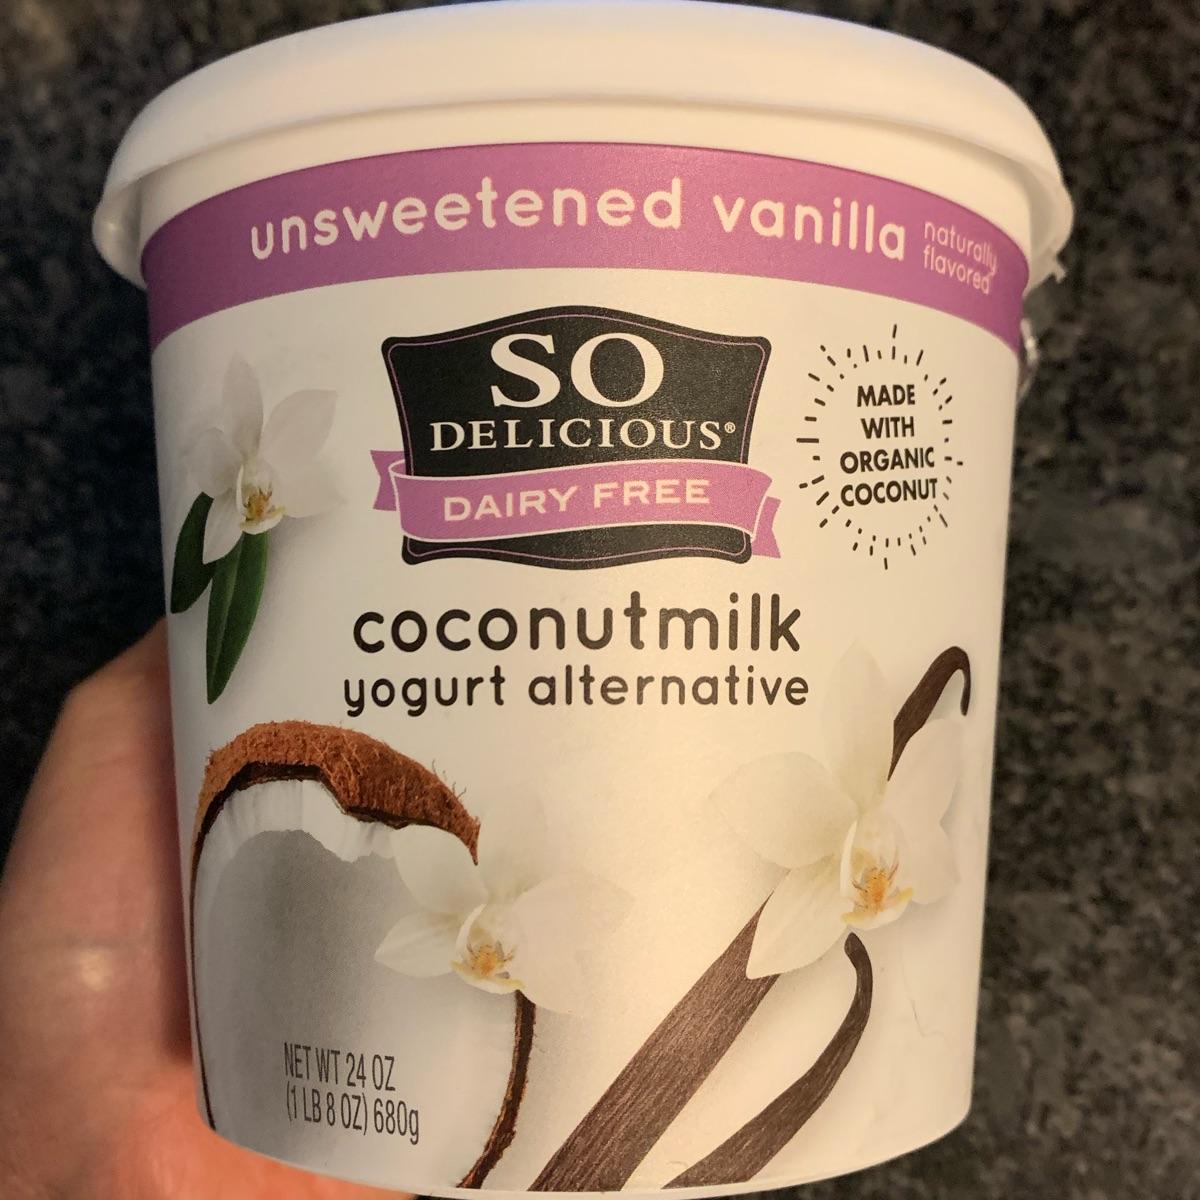 unsweetened vanilla
naturally
flavored
SO
DELICIOUS®
DAIRY FREE
MADE
WITH
ORGANIC
COCONUT
coconutmilk
yogurt alternative
NET WT 24 OZ
(1 LB 8 OZ) 680g